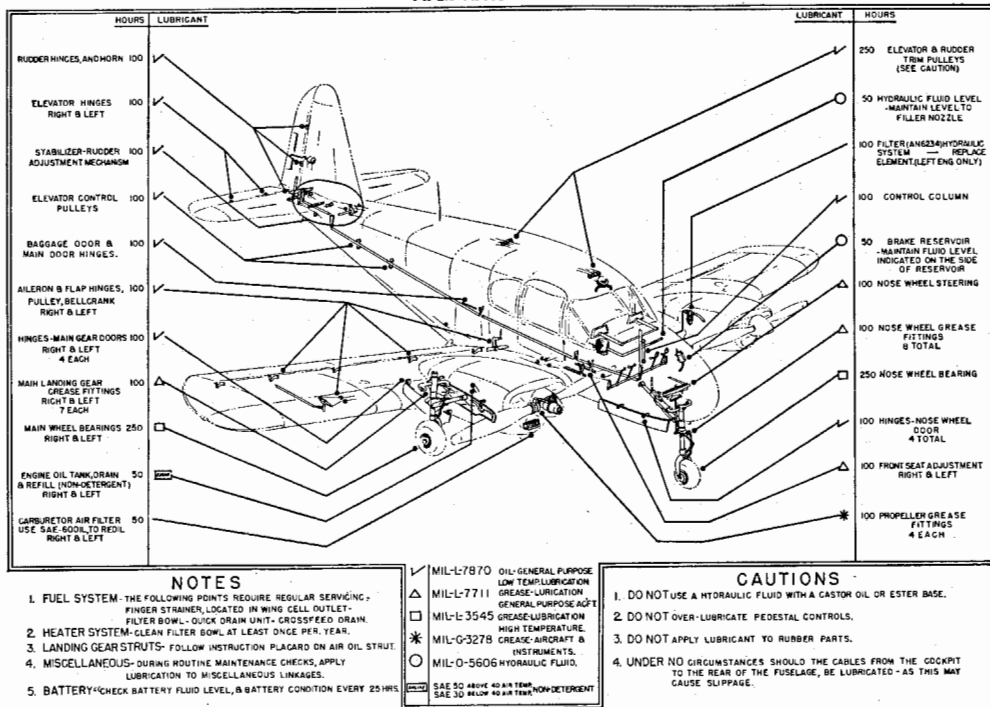 HOURS LUBRICANT
RUDDER HINGES, AND HORN 100
ELEVATOR HINGES 100
RIGHT & LEFT
STABILIZER-RUDDER 100
ADJUSTMENT MECHANISM
ELEVATOR CONTROL 100
PULLEYS
BAGGAGE DOOR & 100
MAIN DOOR HINGES.
AILERON & FLAP HINGES, 100
PULLEY, BELLCRANK
RIGHT & LEFT
HINGES-MAIN GEAR DOORS 100
RIGHT & LEFT
4 EACH
MAIN LANDING GEAR 100
GREASE FITTINGS
RIGHT & LEFT
7 EACH
MAIN WHEEL BEARINGS 250
RIGHT & LEFT
ENGINE OIL TANK, DRAIN 50
& REFILL (NON-DETERGENT)
RIGHT & LEFT
CARBURETOR AIR FILTER 50
USE SAE-60 OIL TO REOIL
RIGHT & LEFT
LUBRICANT HOURS
250 ELEVATOR & RUDDER
TRIM PULLEYS
(SEE CAUTION)
50 HYDRAULIC FLUID LEVEL
-MAINTAIN LEVEL TO
FILLER NOZZLE
100 FILTER (AN6234) HYDRAULIC
SYSTEM — REPLACE
ELEMENT. (LEFT ENG ONLY)
100 CONTROL COLUMN
50 BRAKE RESERVOIR
-MAINTAIN FLUID LEVEL
INDICATED ON THE SIDE
OF RESERVOIR
100 NOSE WHEEL STEERING
100 NOSE WHEEL GREASE
FITTINGS
8 TOTAL
250 NOSE WHEEL BEARING
100 HINGES-NOSE WHEEL
DOOR
4 TOTAL
100 FRONT SEAT ADJUSTMENT
RIGHT & LEFT
100 PROPELLER GREASE
FITTINGS
4 EACH
NOTES
1. FUEL SYSTEM-THE FOLLOWING POINTS REQUIRE REGULAR SERVICING,-
FINGER STRAINER, LOCATED IN WING CELL OUTLET-
FILTER BOWL-QUICK DRAIN UNIT-CROSSFEED DRAIN.
2. HEATER SYSTEM-CLEAN FILTER BOWL AT LEAST ONCE PER. YEAR.
3. LANDING GEAR STRUTS- FOLLOW INSTRUCTION PLACARD ON AIR OIL STRUT.
4. MISCELLANEOUS- DURING ROUTINE MAINTENANCE CHECKS, APPLY
LUBRICATION TO MISCELLANEOUS LINKAGES.
5. BATTERY-CHECK BATTERY FLUID LEVEL, & BATTERY CONDITION EVERY 25 HRS.
MIL-L-7870 OIL-GENERAL PURPOSE
LOW TEMP. LUBRICATION
MIL-L-7711 GREASE-LURICATION
GENERAL PURPOSE ACFT
MIL-L-3545 GREASE-LUBRICATION
HIGH TEMPERATURE.
MIL-G-3278 GREASE-AIRCRAFT &
INSTRUMENTS.
MIL-O-5606 HYDRAULIC FLUID.
SAE 50 ABOVE 40 AIR TEMP.
SAE 30 BELOW 40 AIR TEMP. NON-DETERGENT
CAUTIONS
1. DO NOT USE A HYDRAULIC FLUID WITH A CASTOR OIL OR ESTER BASE.
2. DO NOT OVER-LUBRICATE PEDESTAL CONTROLS.
3. DO NOT APPLY LUBRICANT TO RUBBER PARTS.
4. UNDER NO CIRCUMSTANCES SHOULD THE CABLES FROM THE COCKPIT
TO THE REAR OF THE FUSELAGE, BE LUBRICATED - AS THIS MAY
CAUSE SLIPPAGE.